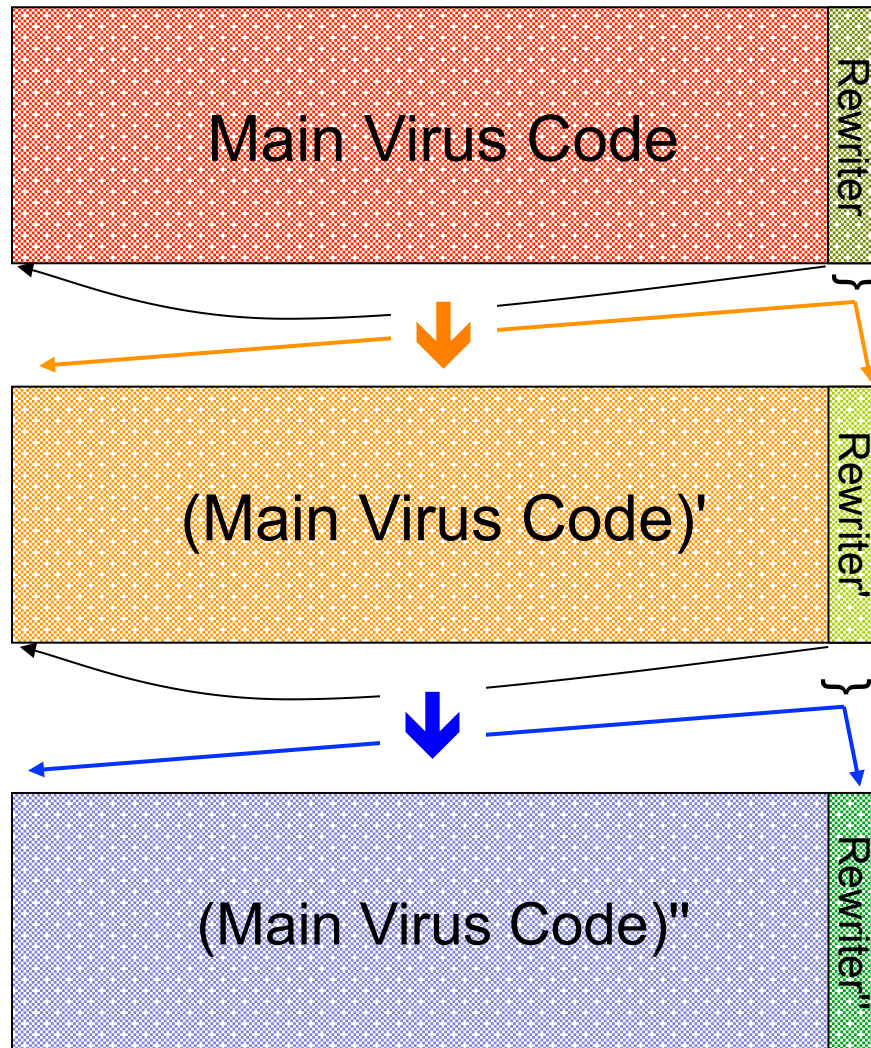 Main Virus Code
Rewriter
(Main Virus Code)'
Rewriter'
(Main Virus Code)"
Rewriter"